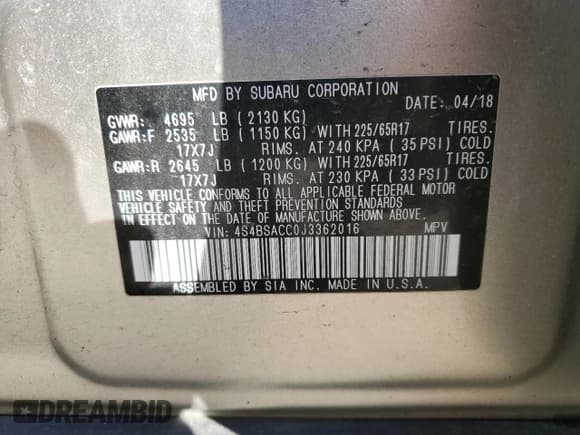 MFD BY SUBARU CORPORATION
GVWR: 4695 LB ( 2130 KG) DATE: 04/18
GAWR:F 2535 LB ( 1150 KG) WITH 225/65R17 TIRES.
17X7J RIMS. AT 240 KPA ( 35 PSI) COLD
GAWR:R 2645 LB ( 1200 KG) WITH 225/65R17 TIRES.
17X7J RIMS. AT 230 KPA ( 33 PSI) COLD
THIS VEHICLE CONFORMS TO ALL APPLICABLE FEDERAL MOTOR
VEHICLE SAFETY AND THEFT PREVENTION STANDARDS
IN EFFECT ON THE DATE OF MANUFACTURE SHOWN ABOVE.
VIN: 4S4BSACC0J3362016 MPV
ASSEMBLED BY SIA INC. MADE IN U.S.A.
DREAMBID